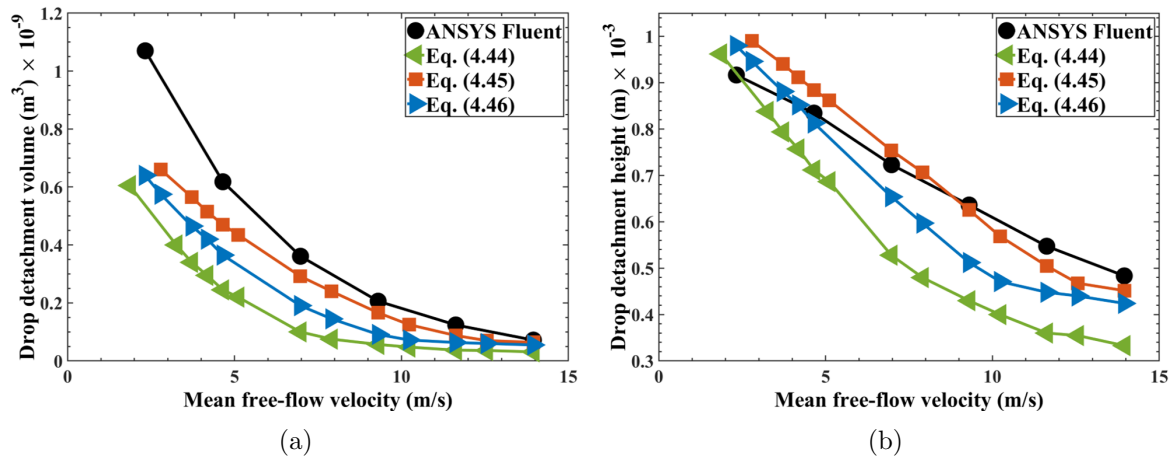 Drop detachment volume (m³) × 10⁻⁹
1.2
1
0.8
0.6
0.4
0.2
0
0
5
10
15
Mean free-flow velocity (m/s)
ANSYS Fluent
Eq. (4.44)
Eq. (4.45)
Eq. (4.46)
(a)
Drop detachment height (m) × 10⁻³
1
0.9
0.8
0.7
0.6
0.5
0.4
0.3
0
5
10
15
Mean free-flow velocity (m/s)
ANSYS Fluent
Eq. (4.44)
Eq. (4.45)
Eq. (4.46)
(b)